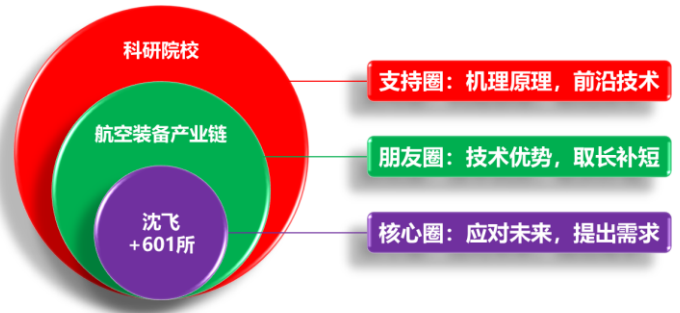 科研院校
支持圈：机理原理，前沿技术
航空装备产业链
朋友圈：技术优势，取长补短
沈飞
+601所
核心圈：应对未来，提出需求